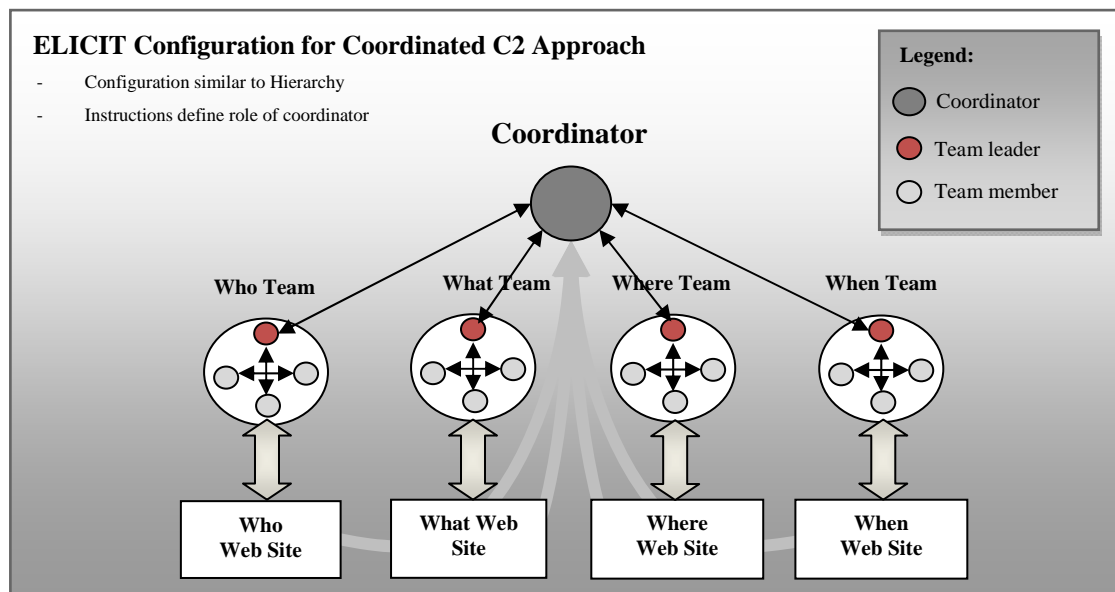 ELICIT Configuration for Coordinated C2 Approach
- Configuration similar to Hierarchy
- Instructions define role of coordinator
Legend:
Coordinator
Team leader
Team member
Coordinator
Who Team
What Team
Where Team
When Team
Who
Web Site
What Web
Site
Where
Web Site
When
Web Site